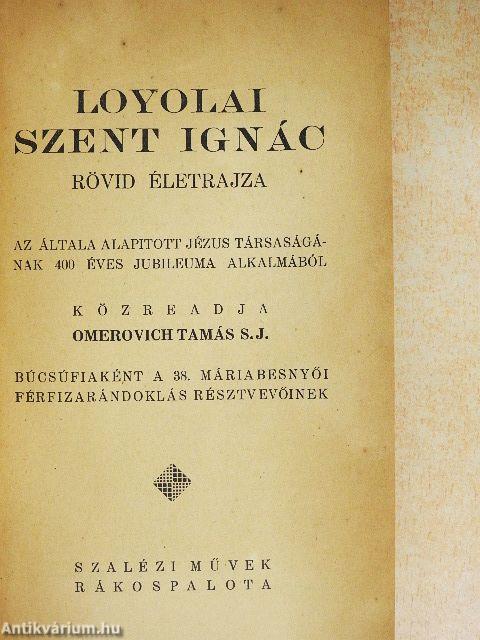 LOYOLAI
SZENT IGNÁC
RÖVID ÉLETRAJZA
AZ ÁLTALA ALAPITOTT JÉZUS TÁRSASÁGÁ-
NAK 400 ÉVES JUBILEUMA ALKALMÁBÓL
KÖZREADJA
OMEROVICH TAMÁS S.J.
BÚCSÚFIAKÉNT A 38. MÁRIABESNYŐI
FÉRFIZARÁNDOKLÁS RÉSZTVEVŐINEK
SZALÉZI MŰVEK
RÁKOSPALOTA
Antikvárium.hu